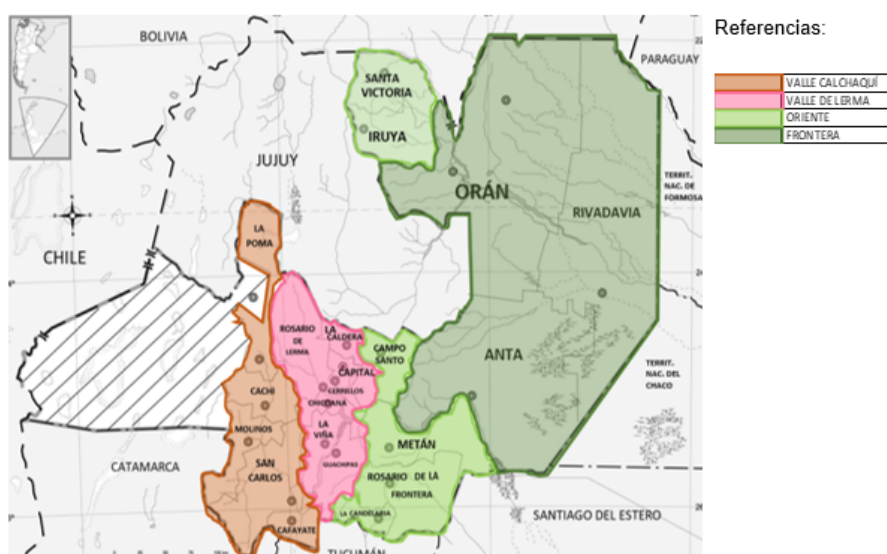 Referencias:
VALLE CALCHAQUÍ
VALLE DE LERMA
ORIENTE
FRONTERA
BOLIVIA
PARAGUAY
SANTA
VICTORIA
IRUYA
JUJUY
ORÁN
TERRIT.
NAC. DE
FORMOSA
RIVADAVIA
LA
POMA
CHILE
ROSARIO
DE
LERMA
LA
CALDERA
CAMPO
SANTO
ANTA
CAPITAL
TERRIT.
NAC. DEL
CHACO
CACHI
CERRILLOS
CHICOANA
MOLINOS
LA
VIÑA
METÁN
CATAMARCA
SAN
CARLOS
GUACHIPAS
ROSARIO DE LA
FRONTERA
LA CANDELARIA
SANTIAGO DEL ESTERO
CAFAYATE
TUCUMÁN